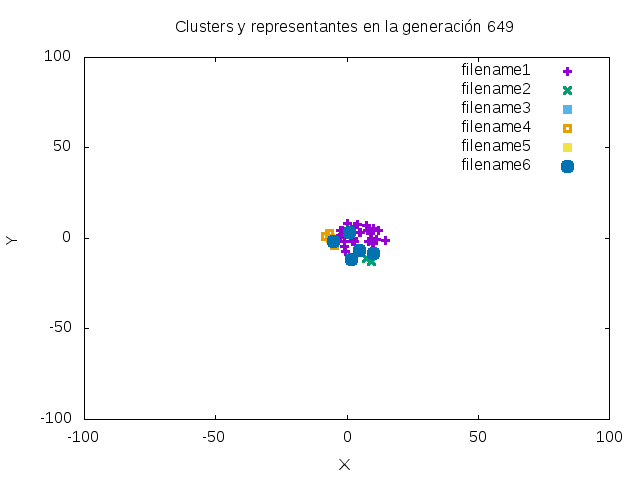 Clusters y representantes en la generación 649
100
filename1
filename2
filename3
filename4
filename5
filename6
50
0
Y
-50
-100
-100 -50 0 50 100
X